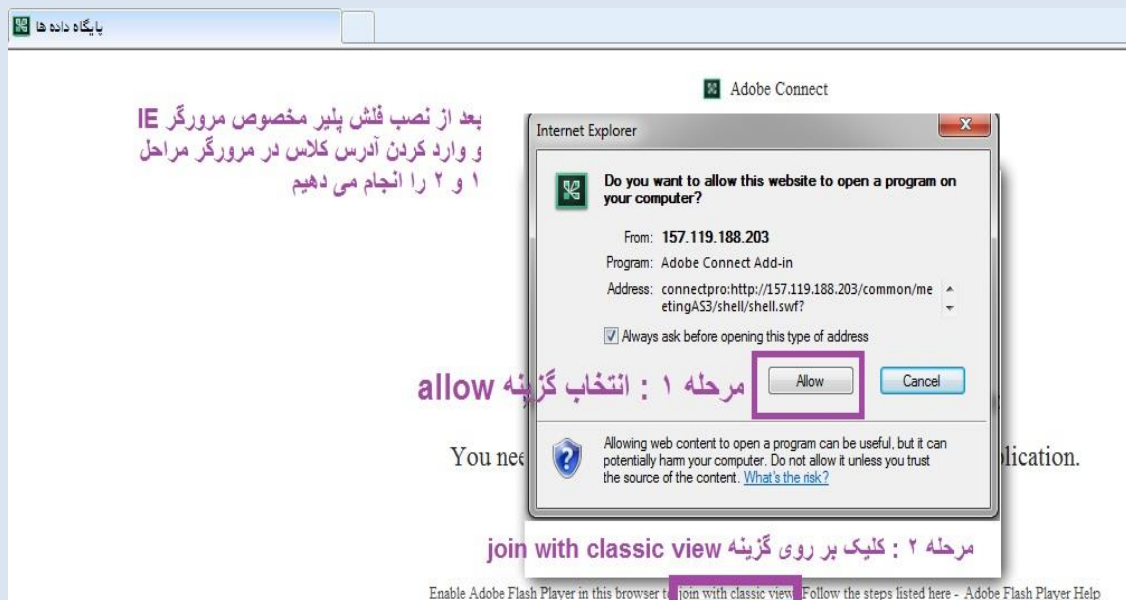 پایگاه داده ها
Adobe Connect
بعد از نصب فلش پلیر مخصوص مرورگر IE
و وارد کردن آدرس کلاس در مرورگر مراحل
۱ و ۲ را انجام می دهیم
Internet Explorer
Do you want to allow this website to open a program on
your computer?
From: 157.119.188.203
Program: Adobe Connect Add-in
Address: connectpro:http://157.119.188.203/common/me
etingAS3/shell/shell.swf?
Always ask before opening this type of address
مرحله ۱ : انتخاب گزینه allow
Allow
Cancel
You
Allowing web content to open a program can be useful, but it can
potentially harm your computer. Do not allow it unless you trust
the source of the content. What's the risk?
مرحله ۲ : کلیک بر روی گزینه join with classic view
Enable Adobe Flash Player in this browser to join with classic view. Follow the steps listed here - Adobe Flash Player Help